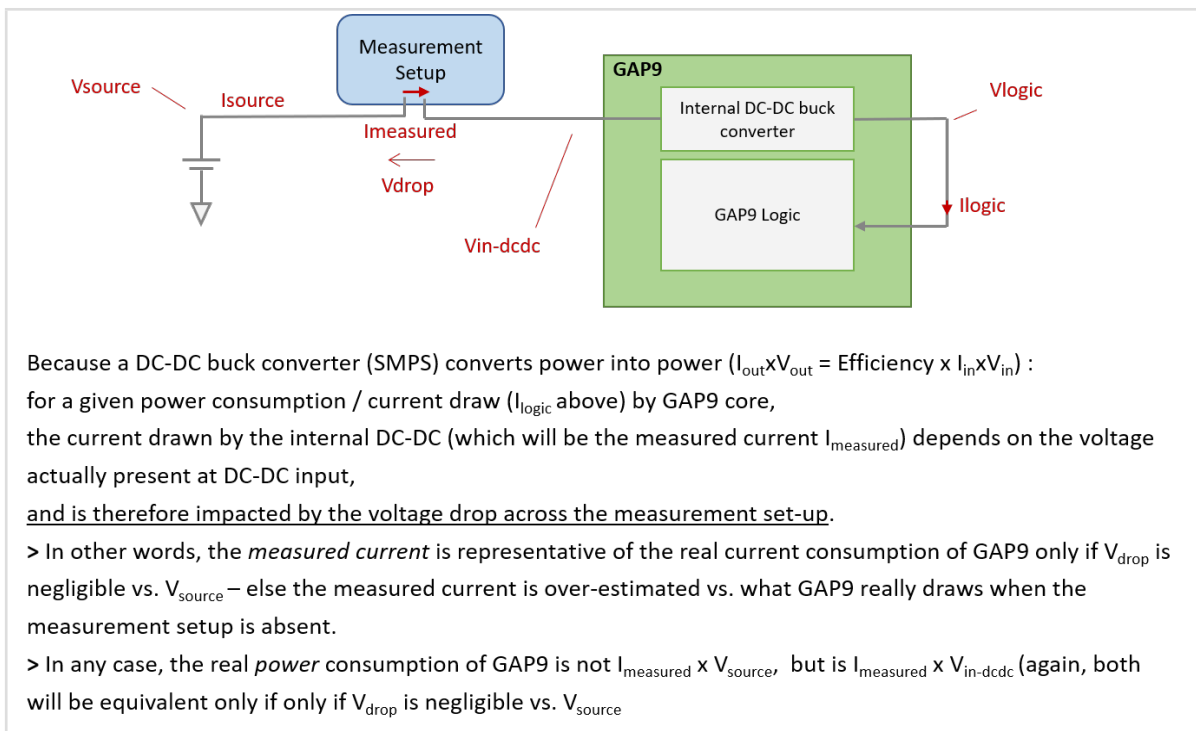 Measurement
Setup
GAP9
Vsource
Isource
Internal DC-DC buck
converter
Vlogic
Imeasured
Vdrop
Ilogic
GAP9 Logic
Vin-dcdc
Because a DC-DC buck converter (SMPS) converts power into power (IoutxVout = Efficiency x IinxVin) :
for a given power consumption / current draw (Ilogic above) by GAP9 core,
the current drawn by the internal DC-DC (which will be the measured current Imeasured) depends on the voltage
actually present at DC-DC input,
and is therefore impacted by the voltage drop across the measurement set-up.
> In other words, the measured current is representative of the real current consumption of GAP9 only if Vdrop is
negligible vs. Vsource – else the measured current is over-estimated vs. what GAP9 really draws when the
measurement setup is absent.
> In any case, the real power consumption of GAP9 is not Imeasured x Vsource, but is Imeasured x Vin-dcdc (again, both
will be equivalent only if only if Vdrop is negligible vs. Vsource